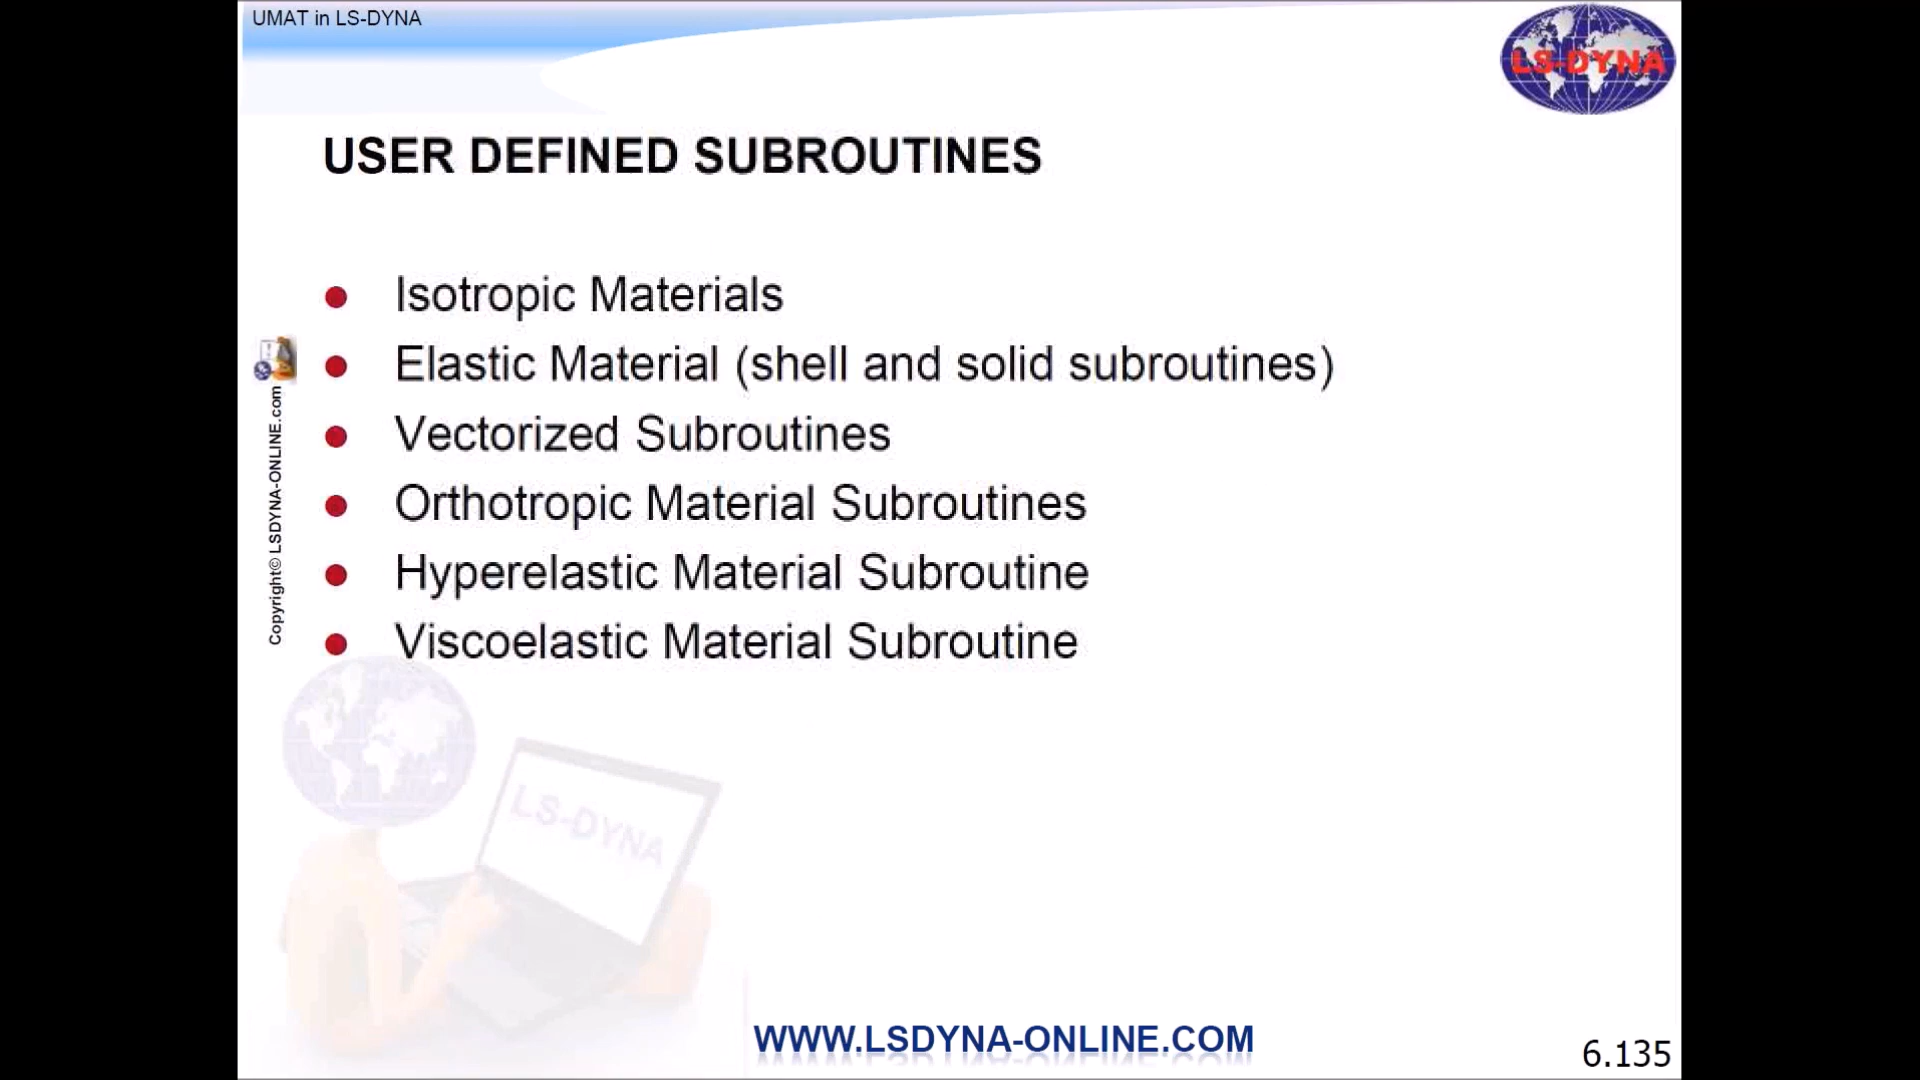 UMAT in LS-DYNA
LS-DYNA
USER DEFINED SUBROUTINES
Isotropic Materials
Elastic Material (shell and solid subroutines)
Vectorized Subroutines
Orthotropic Material Subroutines
Hyperelastic Material Subroutine
Viscoelastic Material Subroutine
Copyright© LSDYNA-ONLINE.com
LS-DYNA
WWW.LSDYNA-ONLINE.COM
6.135